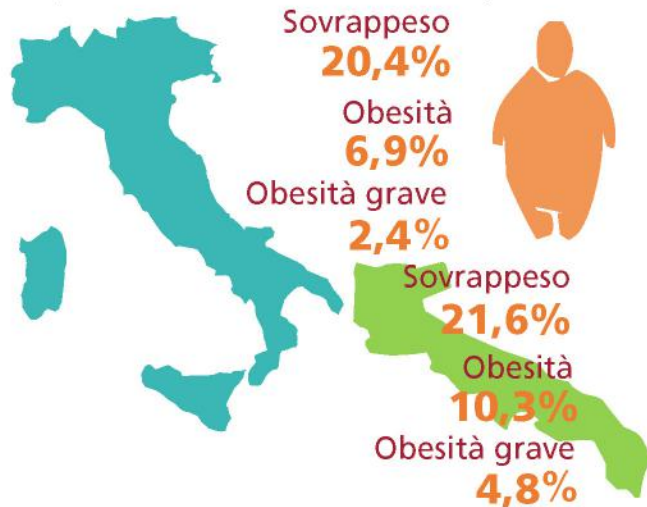 Sovrappeso
20,4%
Obesità
6,9%
Obesità grave
2,4%
Sovrappeso
21,6%
Obesità
10,3%
Obesità grave
4,8%